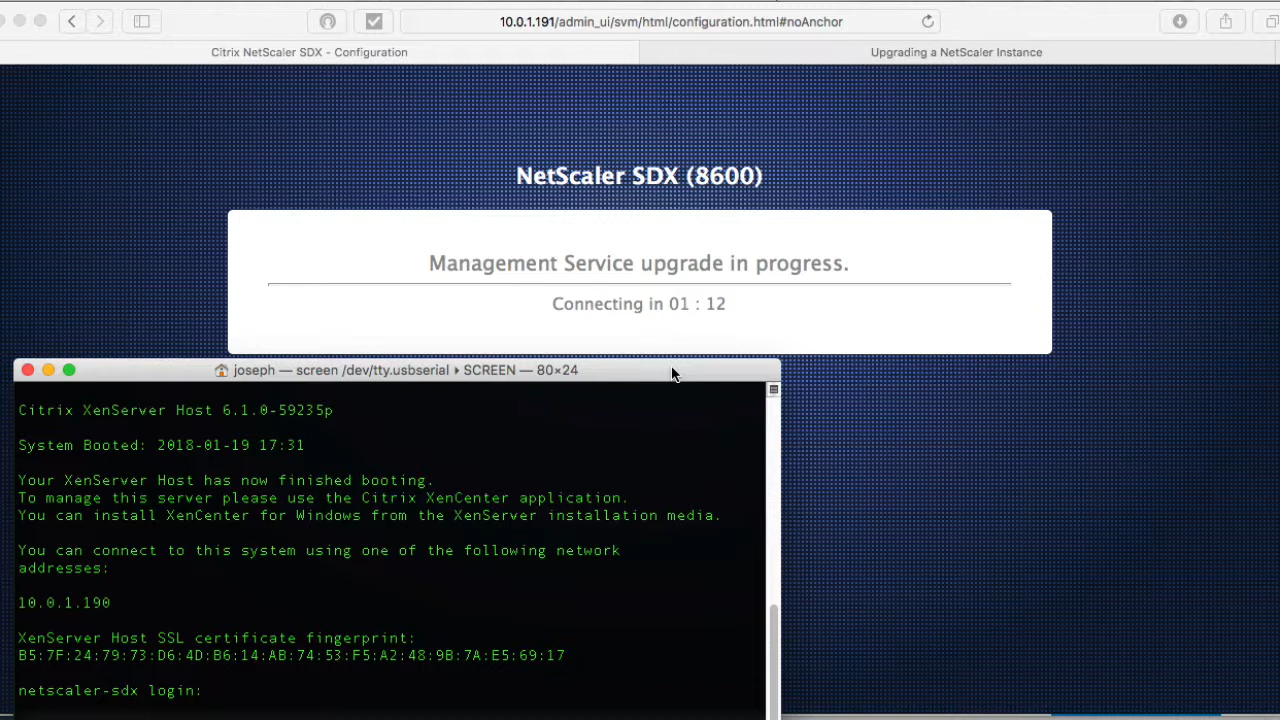 10.0.1.191/admin_ui/svm/html/configuration.html#noAnchor
Citrix NetScaler SDX - Configuration
Upgrading a NetScaler Instance
NetScaler SDX (8600)
Management Service upgrade in progress.
Connecting in 01 : 12
joseph — screen /dev/tty.usbserial ▸ SCREEN — 80×24
Citrix XenServer Host 6.1.0-59235p
System Booted: 2018-01-19 17:31
Your XenServer Host has now finished booting.
To manage this server please use the Citrix XenCenter application.
You can install XenCenter for Windows from the XenServer installation media.
You can connect to this system using one of the following network
addresses:
10.0.1.190
XenServer Host SSL certificate fingerprint:
B5:7F:24:79:73:D6:4D:B6:14:AB:74:53:F5:A2:48:9B:7A:E5:69:17
netscaler-sdx login: